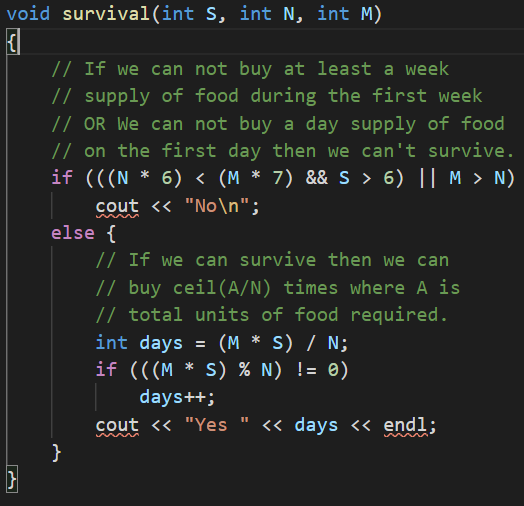 void survival(int S, int N, int M)
{
    // If we can not buy at least a week
    // supply of food during the first week
    // OR We can not buy a day supply of food
    // on the first day then we can't survive.
    if (((N * 6) < (M * 7) && S > 6) || M > N)
        cout << "No\n";
    else {
        // If we can survive then we can
        // buy ceil(A/N) times where A is
        // total units of food required.
        int days = (M * S) / N;
        if (((M * S) % N) != 0)
            days++;
        cout << "Yes " << days << endl;
    }
}